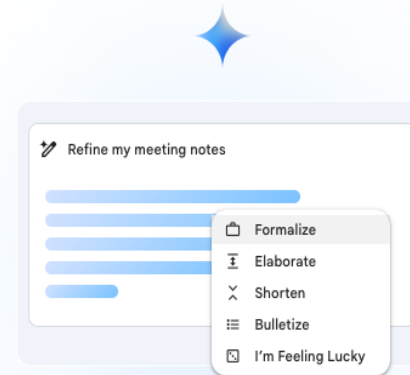 Refine my meeting notes
Formalize
Elaborate
Shorten
Bulletize
I'm Feeling Lucky